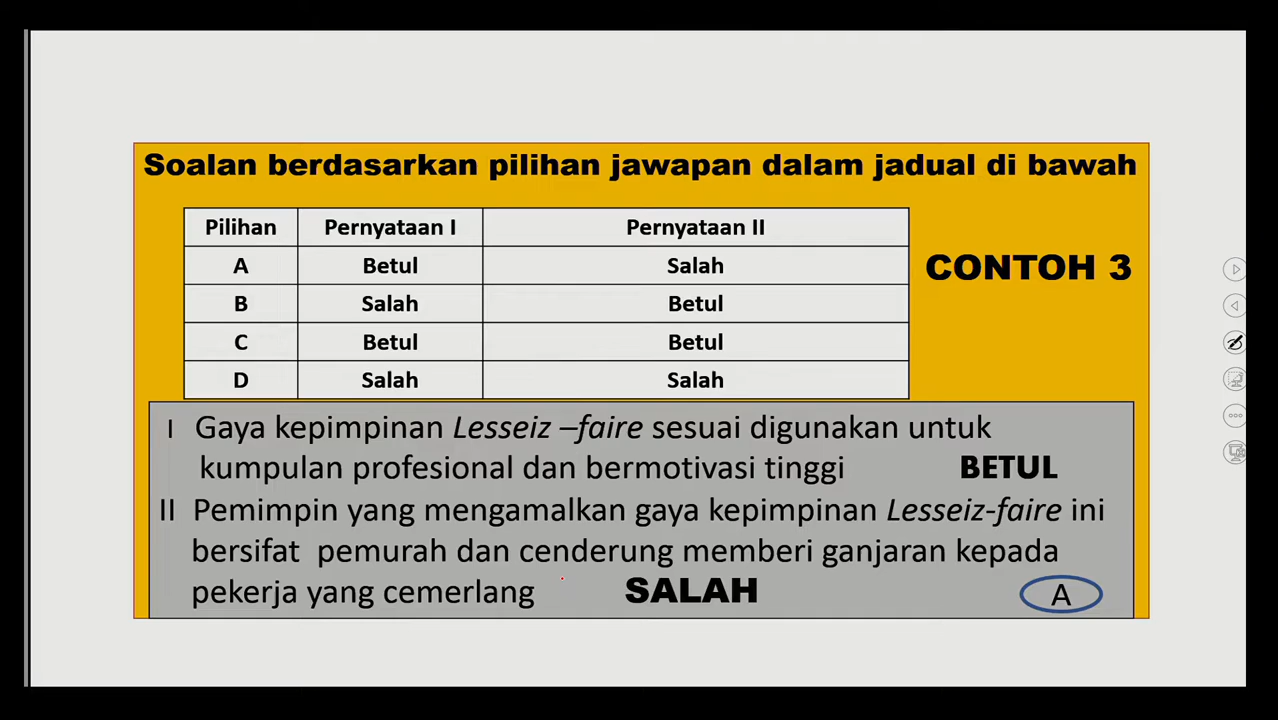 Soalan berdasarkan pilihan jawapan dalam jadual di bawah
Pilihan Pernyataan I Pernyataan II
A Betul Salah
CONTOH 3
B Salah Betul
C Betul Betul
D Salah Salah
I Gaya kepimpinan Lesseiz –faire sesuai digunakan untuk
kumpulan profesional dan bermotivasi tinggi BETUL
II Pemimpin yang mengamalkan gaya kepimpinan Lesseiz-faire ini
bersifat pemurah dan cenderung memberi ganjaran kepada
pekerja yang cemerlang SALAH A